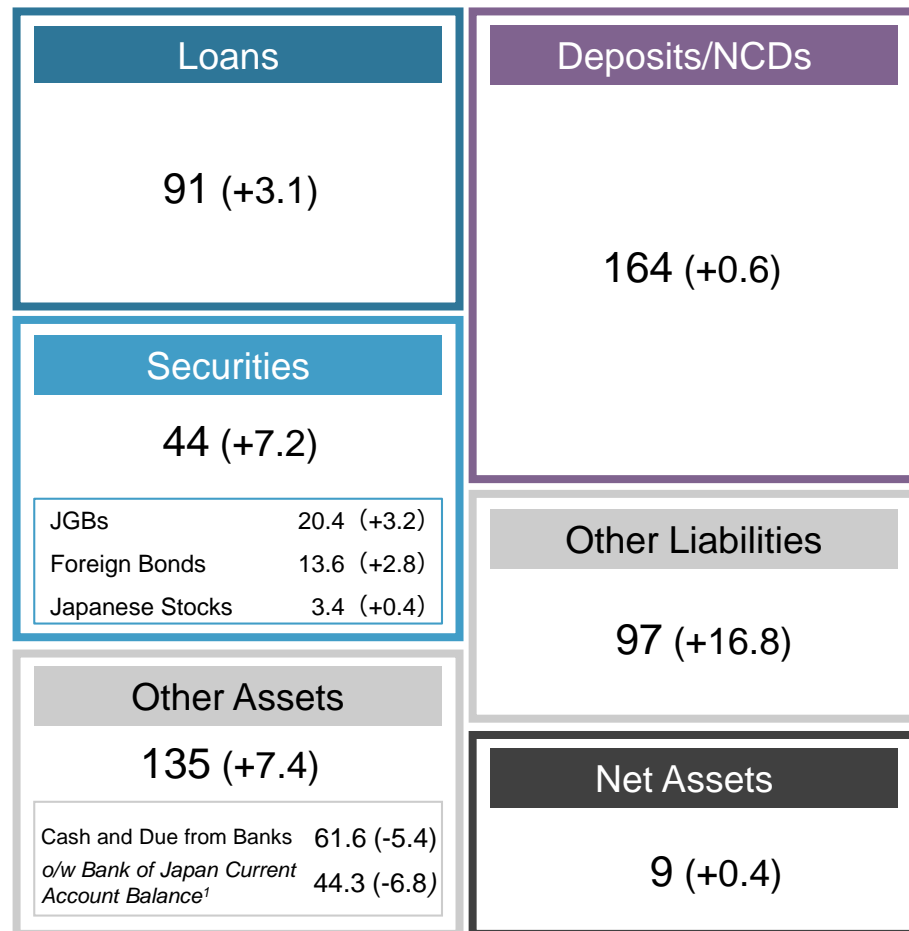 Loans
91 (+3.1)
Securities
44 (+7.2)
JGBs 20.4（+3.2）
Foreign Bonds 13.6（+2.8）
Japanese Stocks 3.4（+0.4）
Other Assets
135 (+7.4)
Cash and Due from Banks 61.6 (-5.4)
o/w Bank of Japan Current
Account Balance¹ 44.3 (-6.8)
Deposits/NCDs
164 (+0.6)
Other Liabilities
97 (+16.8)
Net Assets
9 (+0.4)